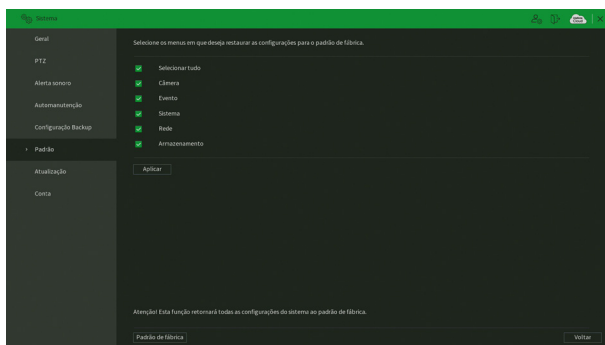 Sistema
Geral
Selecione os menus em que deseja restaurar as configurações para o padrão de fábrica.
PTZ
Selecionar tudo
Alerta sonoro
Câmera
Evento
Automanutenção
Sistema
Configuração Backup
Rede
Padrão
Armazenamento
Atualização
Aplicar
Conta
Atenção! Esta função retornará todas as configurações do sistema ao padrão de fábrica.
Padrão de fábrica
Voltar